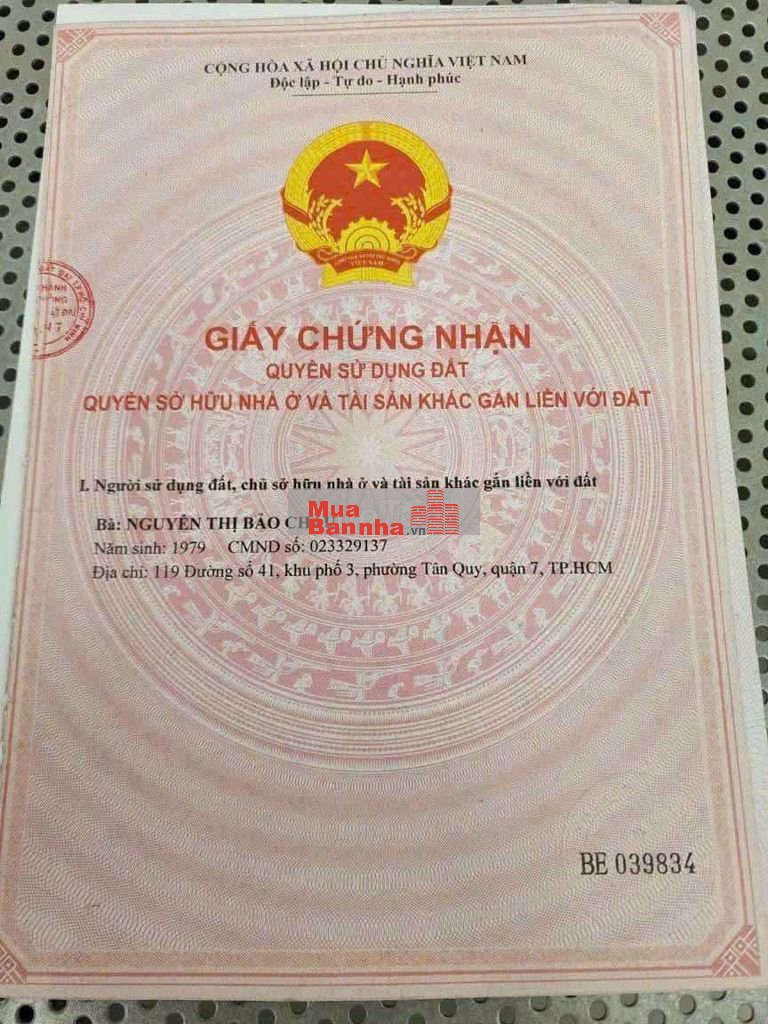 CỘNG HÒA XÃ HỘI CHỦ NGHĨA VIỆT NAM
Độc lập - Tự do - Hạnh phúc
VIỆT NAM
GIẤY CHỨNG NHẬN
QUYỀN SỬ DỤNG ĐẤT
QUYỀN SỞ HỮU NHÀ Ở VÀ TÀI SẢN KHÁC GẮN LIỀN VỚI ĐẤT
I. Người sử dụng đất, chủ sở hữu nhà ở và tài sản khác gắn liền với đất
Bà: NGUYỄN THỊ BẢO
Mua
Bannha.vn
Năm sinh: 1979 CMND số: 023329137
Địa chỉ: 119 Đường số 41, khu phố 3, phường Tân Quy, quận 7, TP.HCM
BE 039834